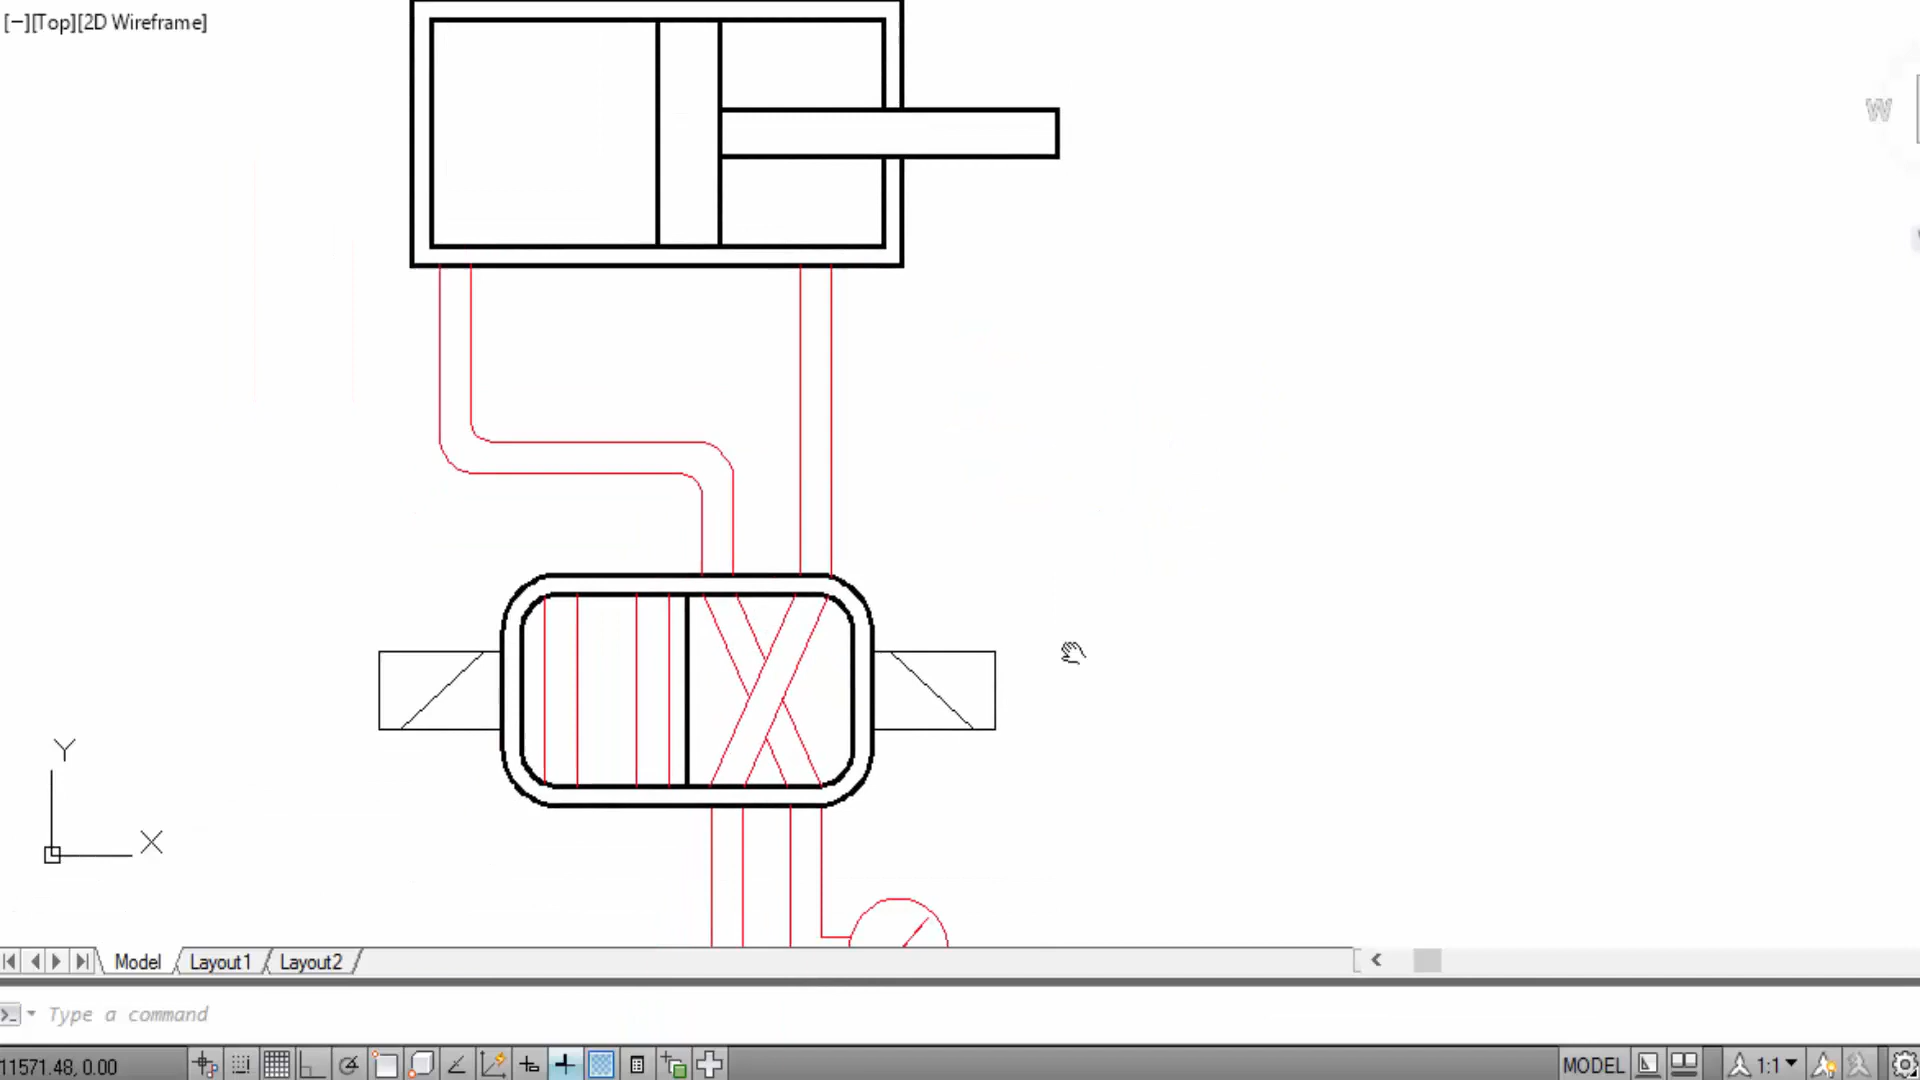 [−][Top][2D Wireframe]
W
Y
X
Model
Layout1
Layout2
Type a command
11571.48, 0.00
MODEL
1:1